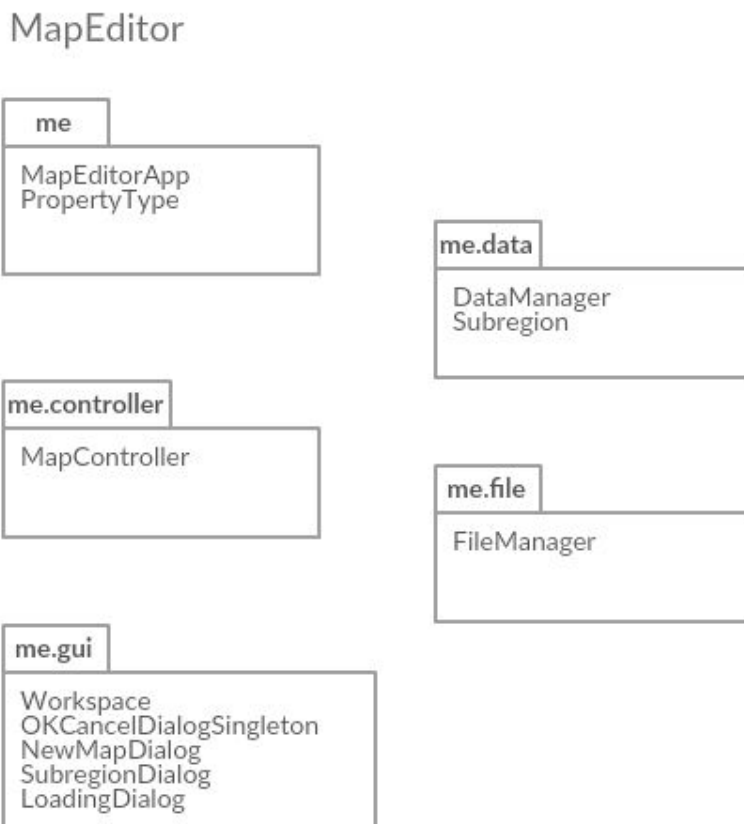 MapEditor
me
MapEditorApp
PropertyType
me.data
DataManager
Subregion
me.controller
MapController
me.file
FileManager
me.gui
Workspace
OKCancelDialogSingleton
NewMapDialog
SubregionDialog
LoadingDialog